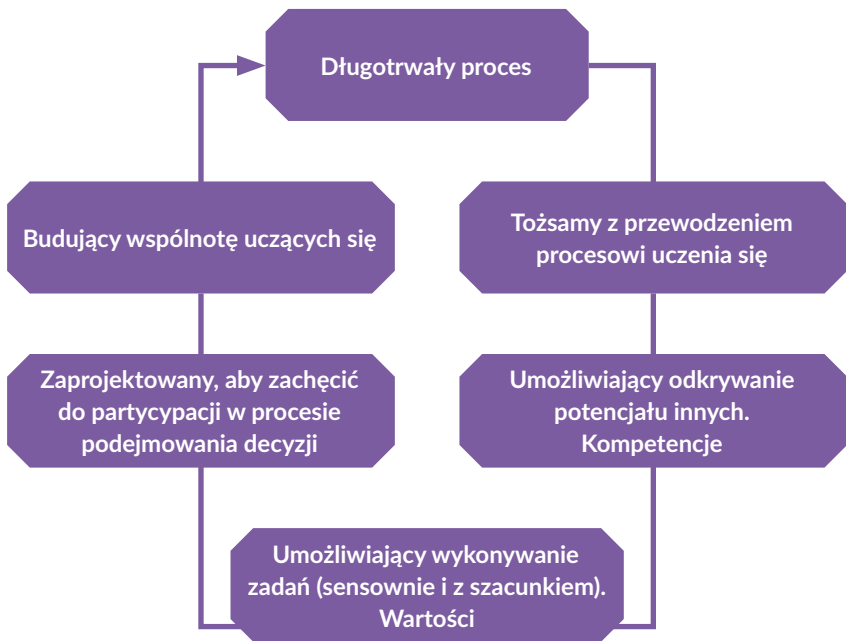 Długotrwały proces
Tożsamy z przewodzeniem
procesowi uczenia się
Umożliwiający odkrywanie
potencjału innych.
Kompetencje
Umożliwiający wykonywanie
zadań (sensownie i z szacunkiem).
Wartości
Zaprojektowany, aby zachęcić
do partycypacji w procesie
podejmowania decyzji
Budujący wspólnotę uczących się